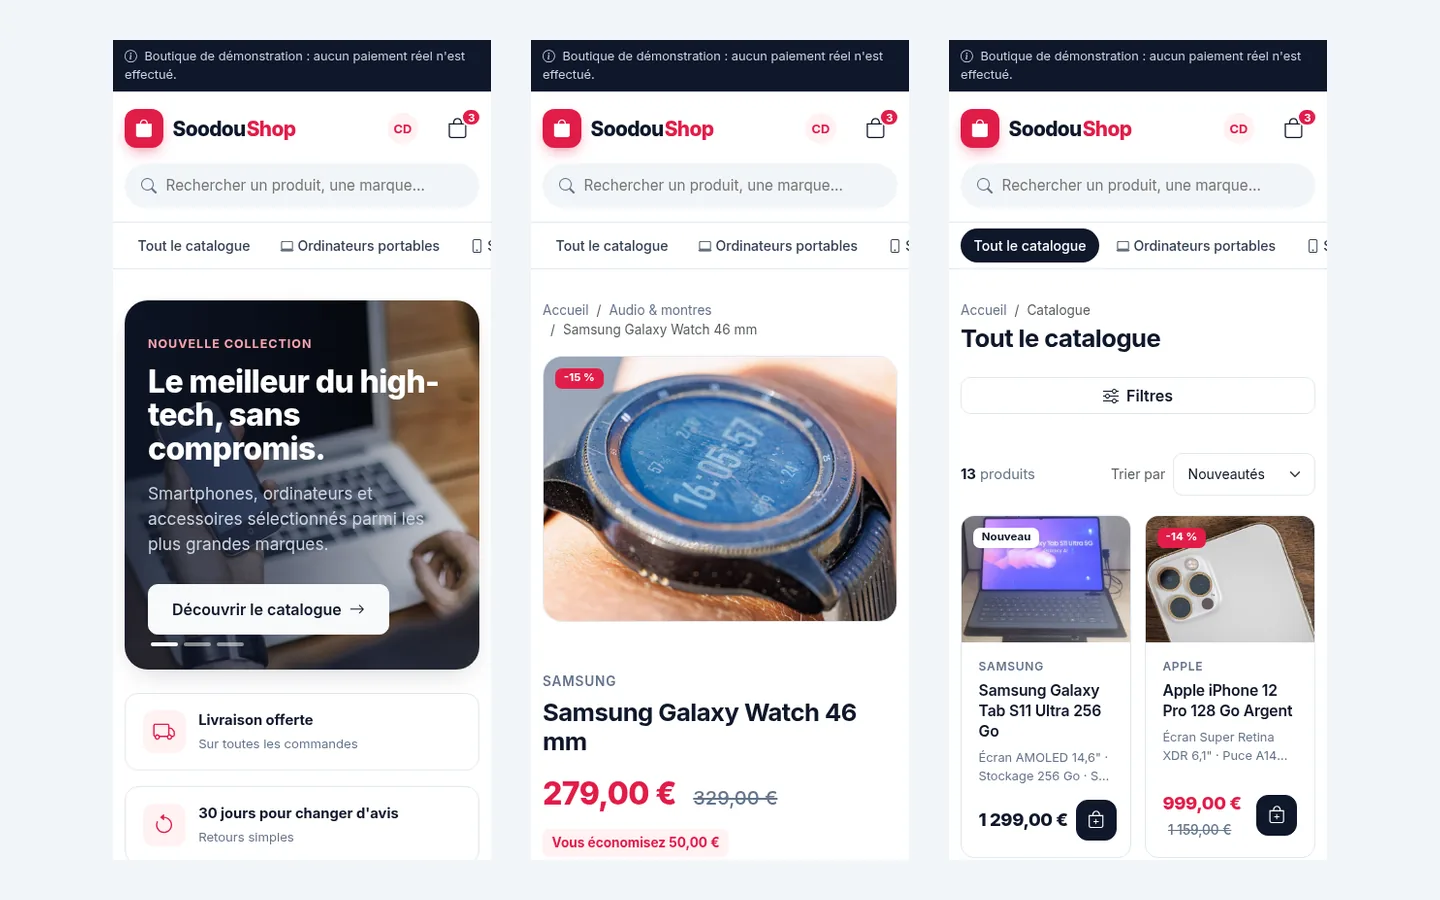 Boutique de démonstration : aucun paiement réel n'est
effectué.
SoodouShop
CD
3
Rechercher un produit, une marque...
Tout le catalogue
Ordinateurs portables
S
NOUVELLE COLLECTION
Le meilleur du high-
tech, sans
compromis.
Smartphones, ordinateurs et
accessoires sélectionnés parmi les
plus grandes marques.
Découvrir le catalogue →
Livraison offerte
Sur toutes les commandes
30 jours pour changer d'avis
Retours simples
Boutique de démonstration : aucun paiement réel n'est
effectué.
SoodouShop
CD
3
Rechercher un produit, une marque...
Tout le catalogue
Ordinateurs portables
S
Accueil / Audio & montres
/ Samsung Galaxy Watch 46 mm
-15 %
16:05:57
SAMSUNG
Samsung Galaxy Watch 46
mm
279,00 €
329,00 €
Vous économisez 50,00 €
Boutique de démonstration : aucun paiement réel n'est
effectué.
SoodouShop
CD
3
Rechercher un produit, une marque...
Tout le catalogue
Ordinateurs portables
S
Accueil / Catalogue
Tout le catalogue
Filtres
13 produits
Trier par
Nouveautés
Nouveau
Tab S11 Ultra 5G
SAMSUNG
Samsung Galaxy
Tab S11 Ultra 256
Go
Écran AMOLED 14,6" ·
Stockage 256 Go · S...
1 299,00 €
-14 %
APPLE
Apple iPhone 12
Pro 128 Go Argent
Écran Super Retina
XDR 6,1" · Puce A14...
999,00 €
1 159,00 €